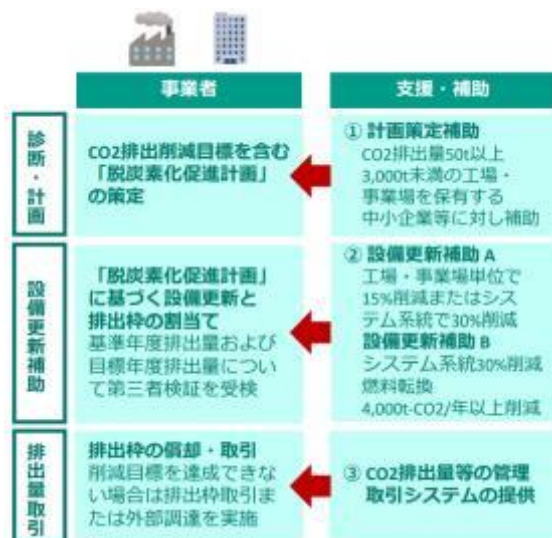 事業者
支援・補助
診断・計画
CO2排出削減目標を含む
「脱炭素化促進計画」
の策定
① 計画策定補助
CO2排出量50t以上
3,000t未満の工場・
事業場を保有する
中小企業等に対し補助
設備更新補助
「脱炭素化促進計画」
に基づく設備更新と
排出枠の割当て
基準年度排出量および
目標年度排出量につい
て第三者検証を受検
② 設備更新補助 A
工場・事業場単位で
15%削減またはシス
テム系統で30%削減
設備更新補助 B
システム系統30%削減
燃料転換
4,000t-CO2/年以上削減
排出量取引
排出枠の償却・取引
削減目標を達成できな
い場合は排出枠取引ま
たは外部調達を実施
③ CO2排出量等の管理
取引システムの提供